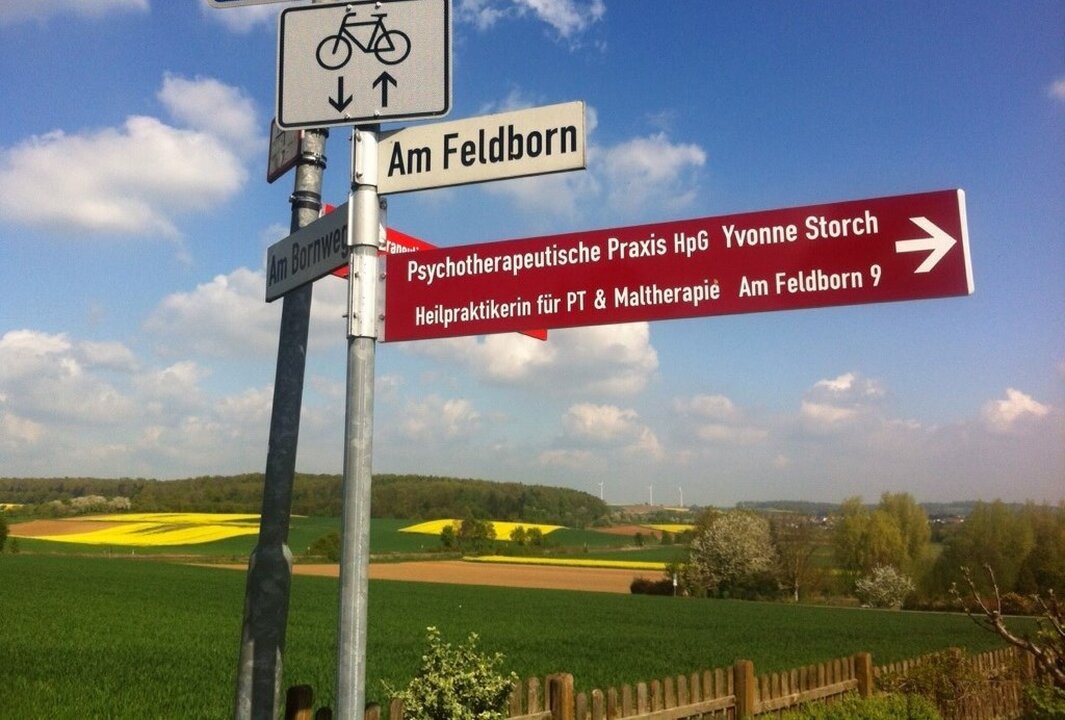 Am Feldborn
Am Bornweg
Psychotherapeutische Praxis HpG Yvonne Storch
Heilpraktikerin für PT & Maltherapie Am Feldborn 9